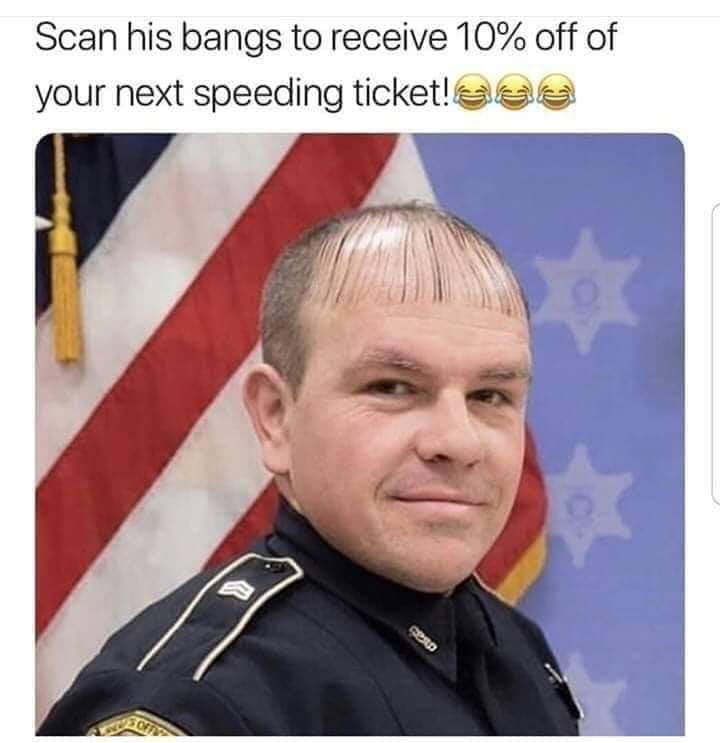 Scan his bangs to receive 10% off of
your next speeding ticket!😂😂😂